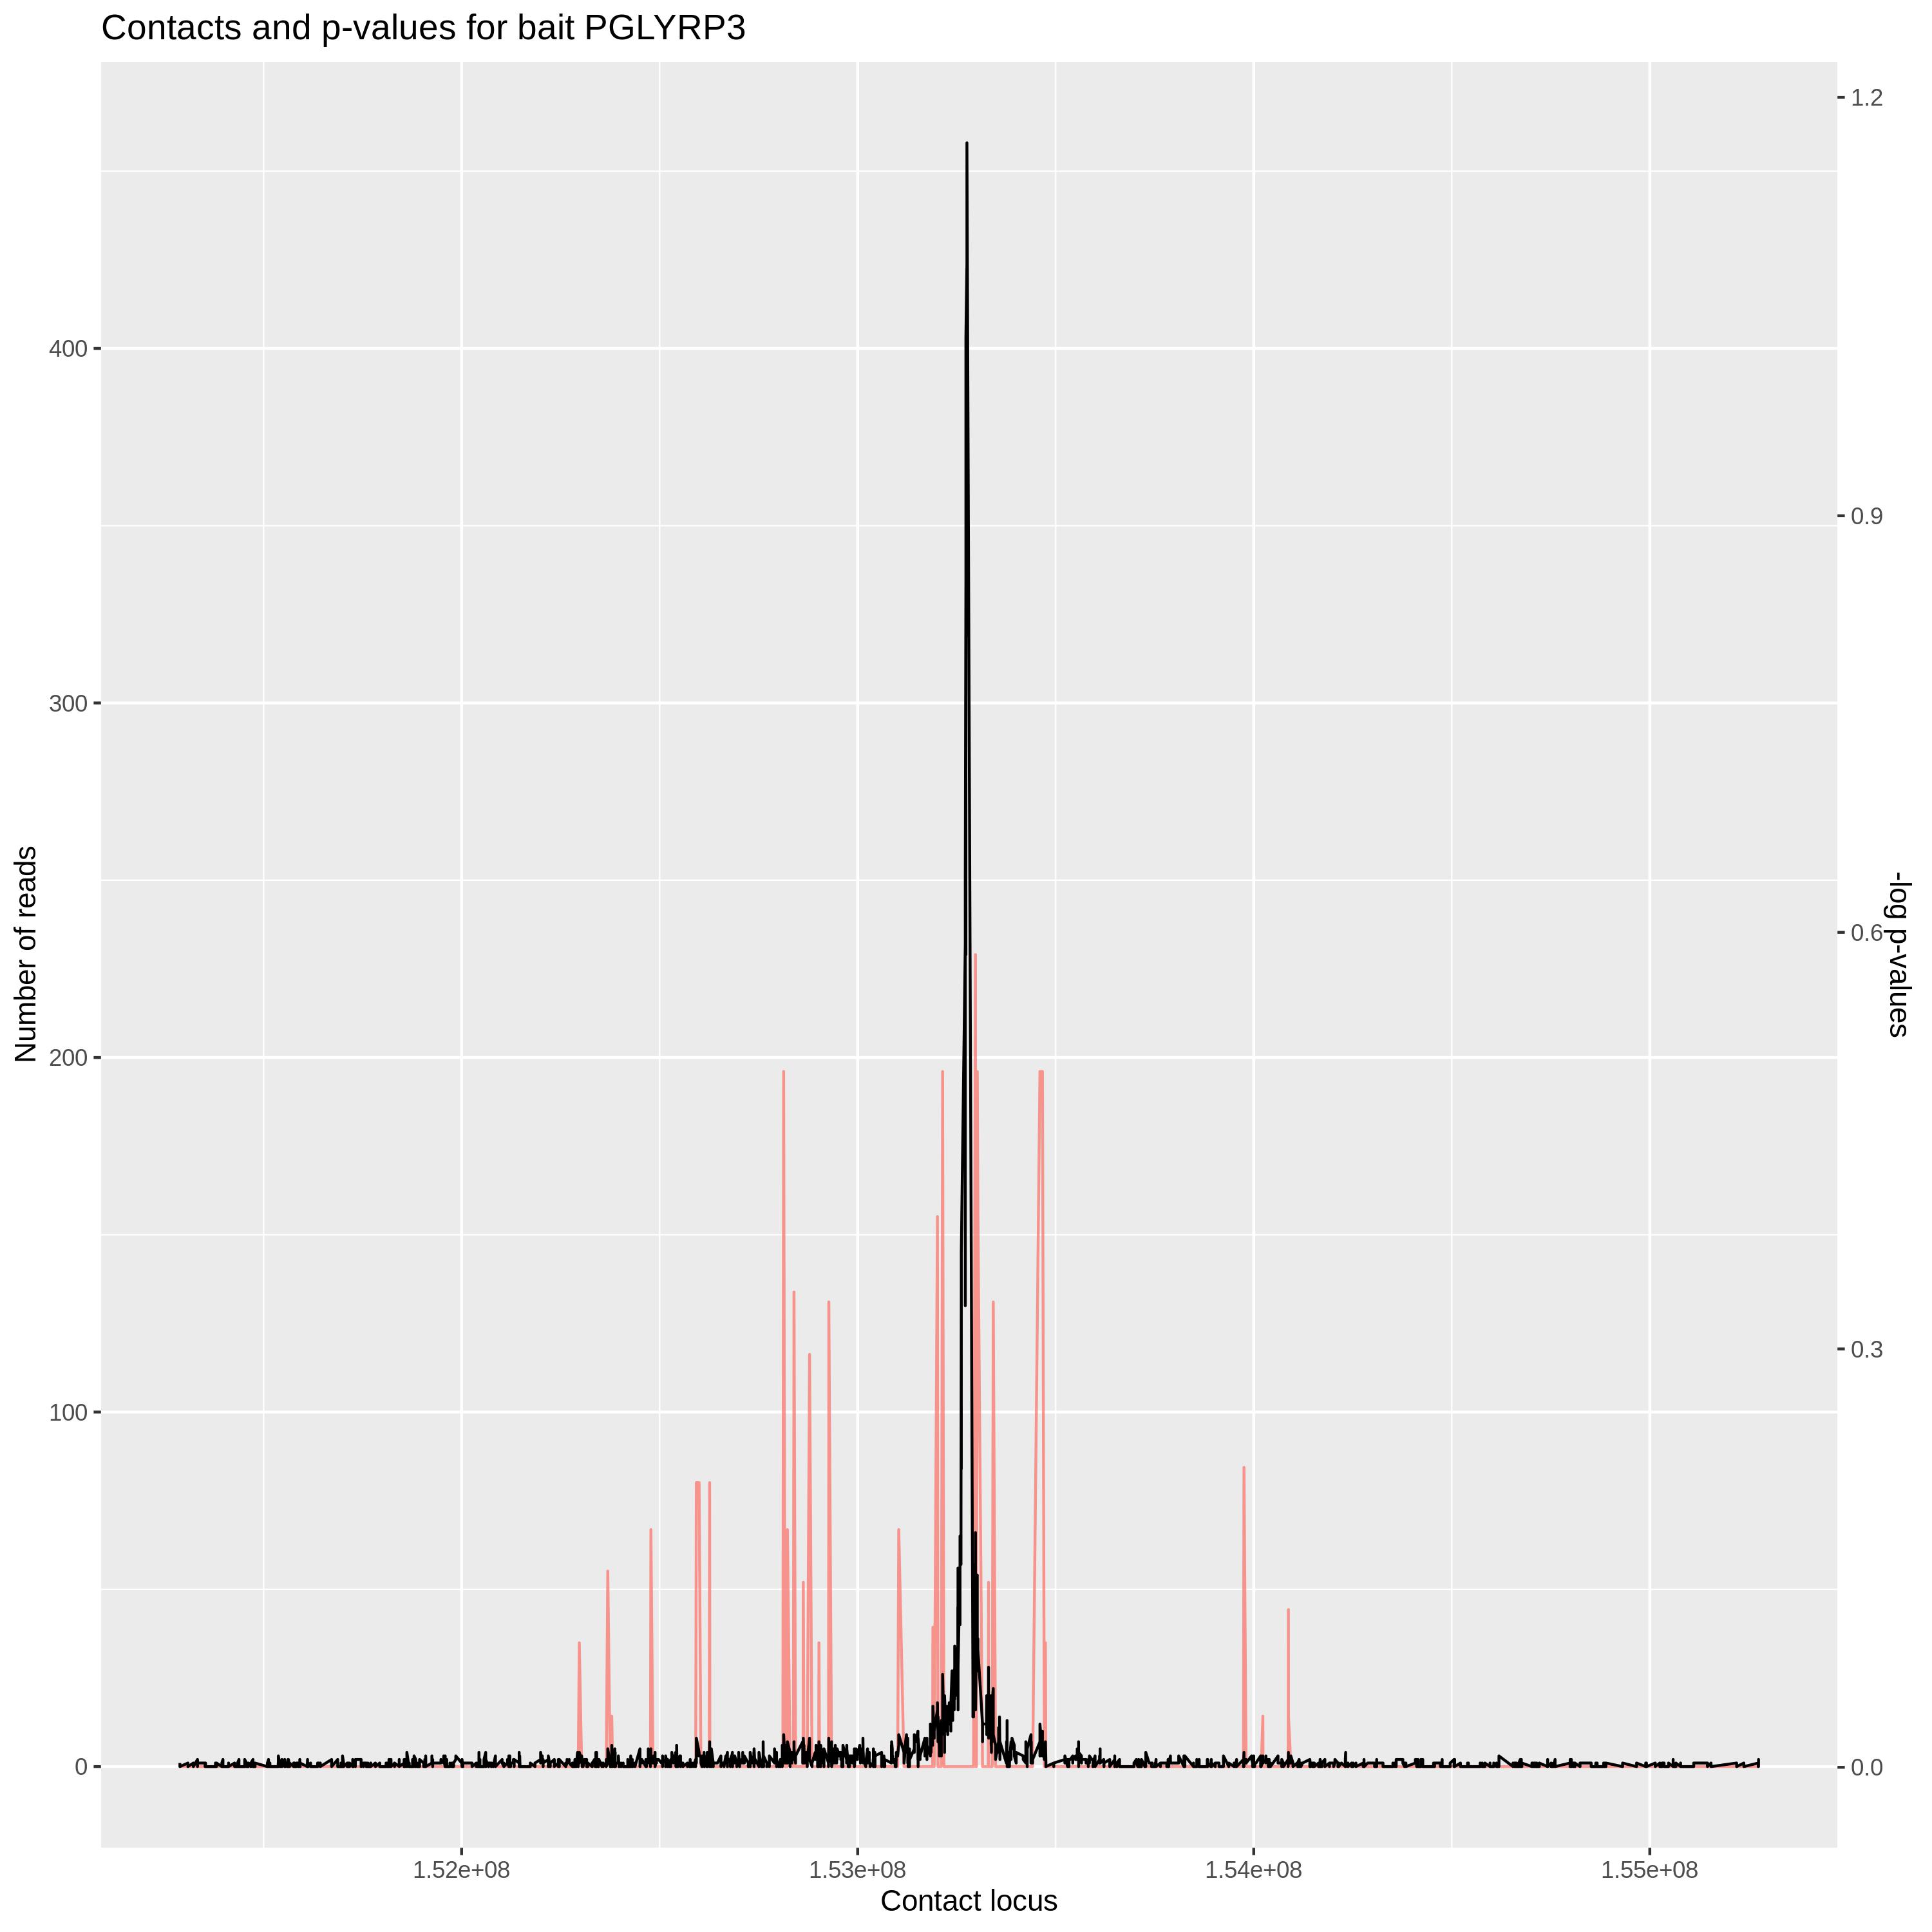 Contacts and p-values for bait PGLYRP3
Number of reads
400
300
200
100
0
1.2
0.9
0.6
0.3
0.0
-log p-values
1.52e+08
1.53e+08
1.54e+08
1.55e+08
Contact locus